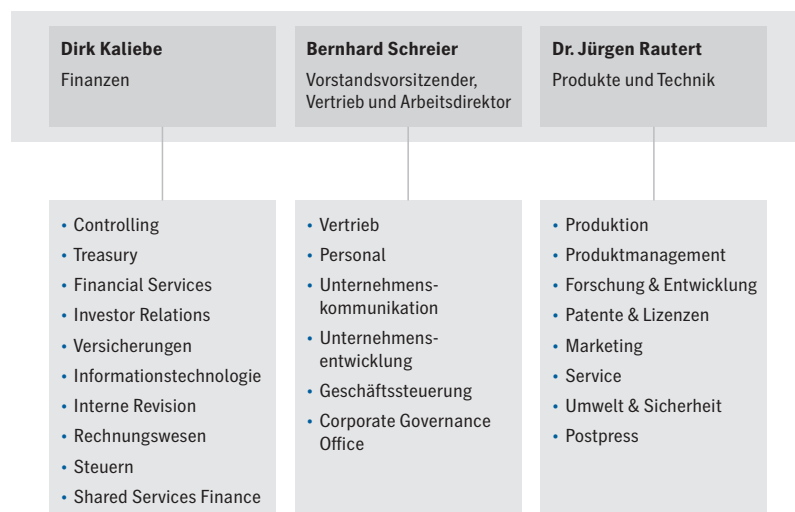 Dirk Kaliebe
Finanzen
Bernhard Schreier
Vorstandsvorsitzender,
Vertrieb und Arbeitsdirektor
Dr. Jürgen Rautert
Produkte und Technik
• Controlling
• Treasury
• Financial Services
• Investor Relations
• Versicherungen
• Informationstechnologie
• Interne Revision
• Rechnungswesen
• Steuern
• Shared Services Finance
• Vertrieb
• Personal
• Unternehmens-
kommunikation
• Unternehmens-
entwicklung
• Geschäftssteuerung
• Corporate Governance
Office
• Produktion
• Produktmanagement
• Forschung & Entwicklung
• Patente & Lizenzen
• Marketing
• Service
• Umwelt & Sicherheit
• Postpress